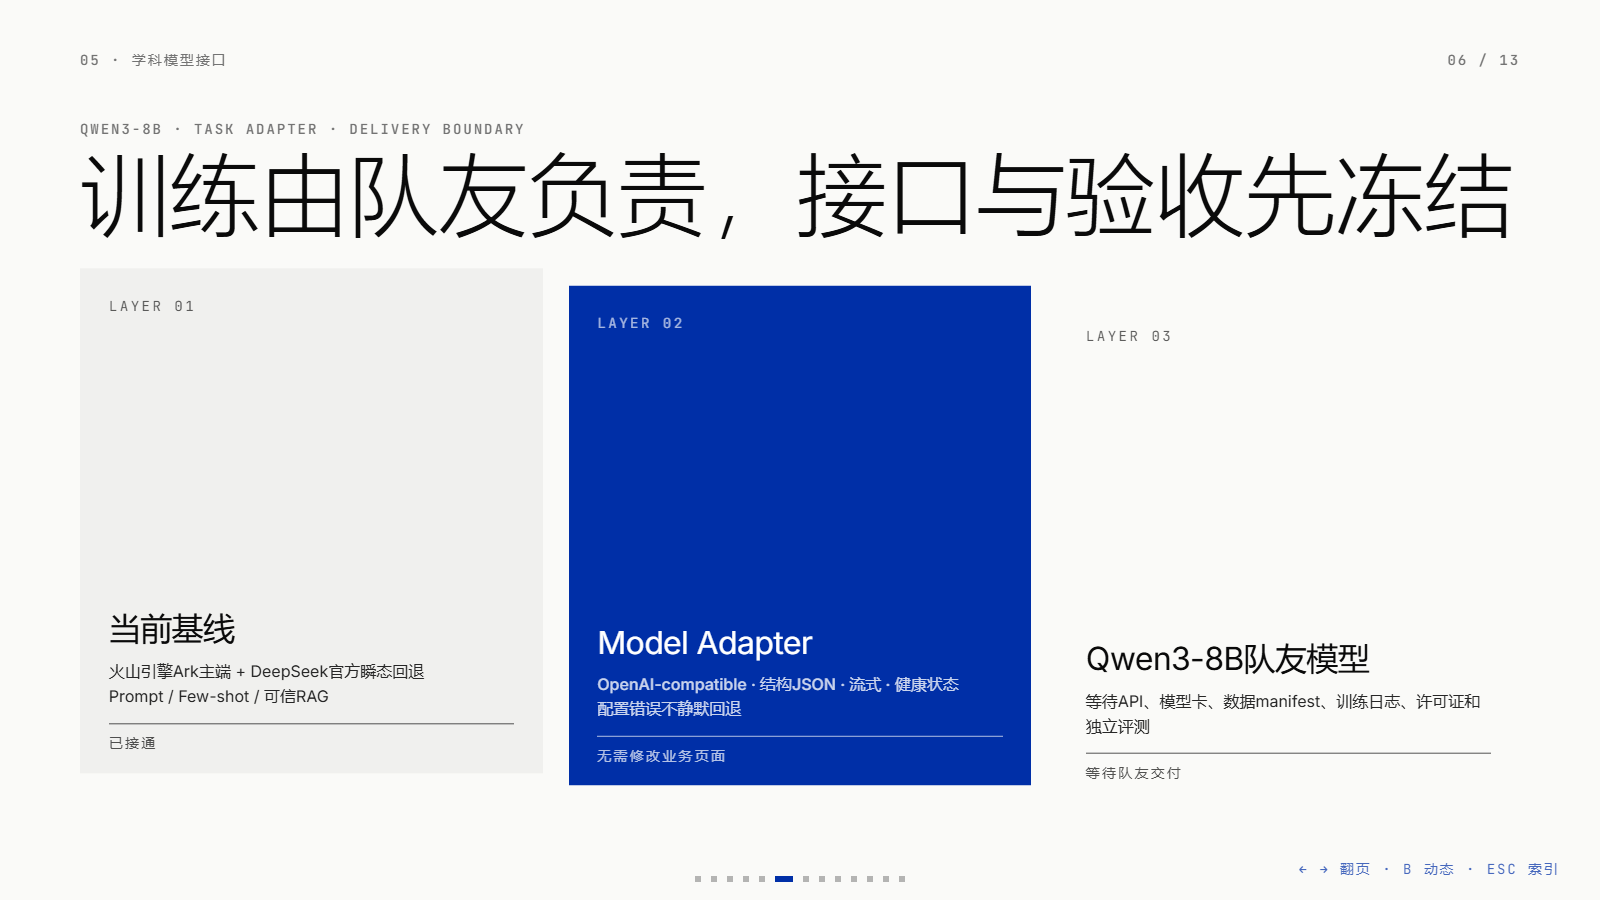 05 · 学科模型接口
06 / 13
QWEN3-8B · TASK ADAPTER · DELIVERY BOUNDARY
训练由队友负责，接口与验收先冻结
LAYER 01
当前基线
火山引擎Ark主端 + DeepSeek官方瞬态回退
Prompt / Few-shot / 可信RAG
已接通
LAYER 02
Model Adapter
OpenAI-compatible · 结构JSON · 流式 · 健康状态
配置错误不静默回退
无需修改业务页面
LAYER 03
Qwen3-8B队友模型
等待API、模型卡、数据manifest、训练日志、许可证和
独立评测
等待队友交付
← → 翻页 · B 动态 · ESC 索引